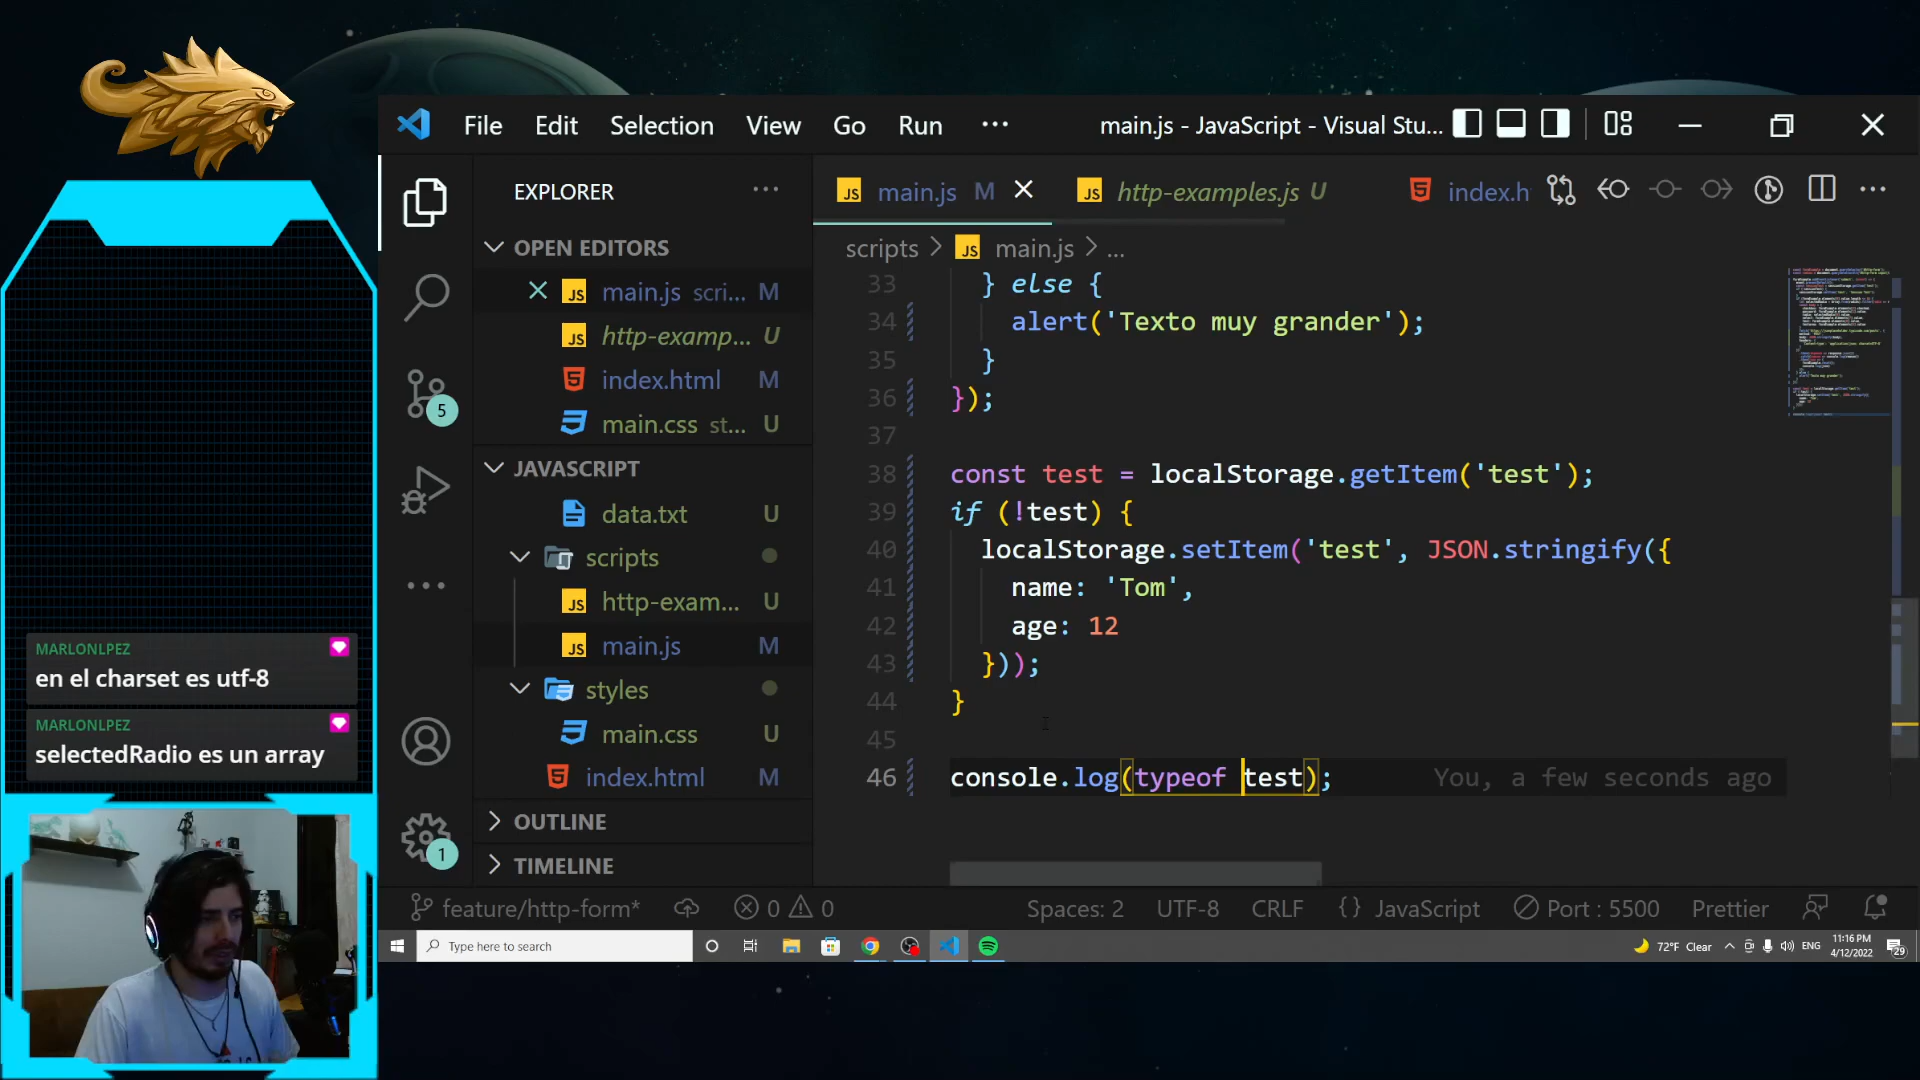 File Edit Selection View Go Run ···
main.js - JavaScript - Visual Stu...
EXPLORER
OPEN EDITORS
main.js scri... M
http-examp... U
index.html M
main.css st... U
JAVASCRIPT
data.txt U
scripts
http-exam... U
main.js M
styles
main.css U
index.html M
OUTLINE
TIMELINE
5
1
main.js M
http-examples.js U
index.h
scripts > main.js > ...
33 } else {
34 alert('Texto muy grander');
35 }
36 });
37
38 const test = localStorage.getItem('test');
39 if (!test) {
40 localStorage.setItem('test', JSON.stringify({
41 name: 'Tom',
42 age: 12
43 }));
44 }
45
46 console.log(typeof test); You, a few seconds ago
feature/http-form* 0 0 Spaces: 2 UTF-8 CRLF {} JavaScript Port : 5500 Prettier
Type here to search
72°F Clear ENG 11:16 PM
4/12/2022
29
MARLONLPEZ
en el charset es utf-8
MARLONLPEZ
selectedRadio es un array